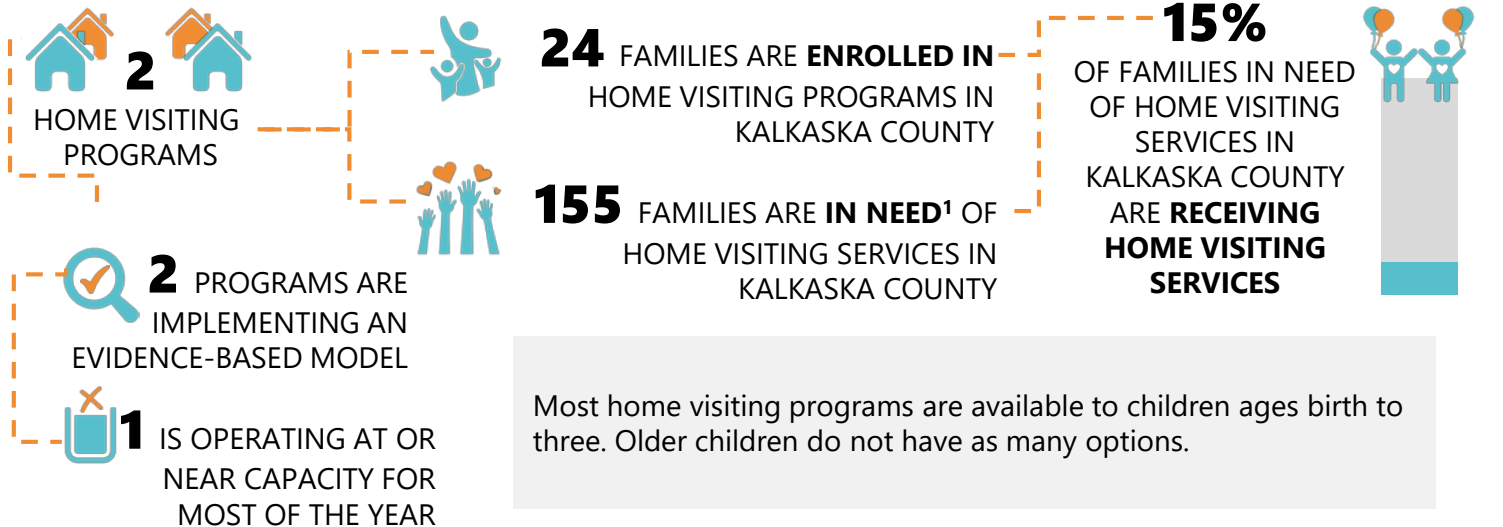 2
HOME VISITING
PROGRAMS
24 FAMILIES ARE ENROLLED IN
HOME VISITING PROGRAMS IN
KALKASKA COUNTY
155 FAMILIES ARE IN NEED¹ OF
HOME VISITING SERVICES IN
KALKASKA COUNTY
15%
OF FAMILIES IN NEED
OF HOME VISITING
SERVICES IN
KALKASKA COUNTY
ARE RECEIVING
HOME VISITING
SERVICES
2 PROGRAMS ARE
IMPLEMENTING AN
EVIDENCE-BASED MODEL
1 IS OPERATING AT OR
NEAR CAPACITY FOR
MOST OF THE YEAR
Most home visiting programs are available to children ages birth to
three. Older children do not have as many options.